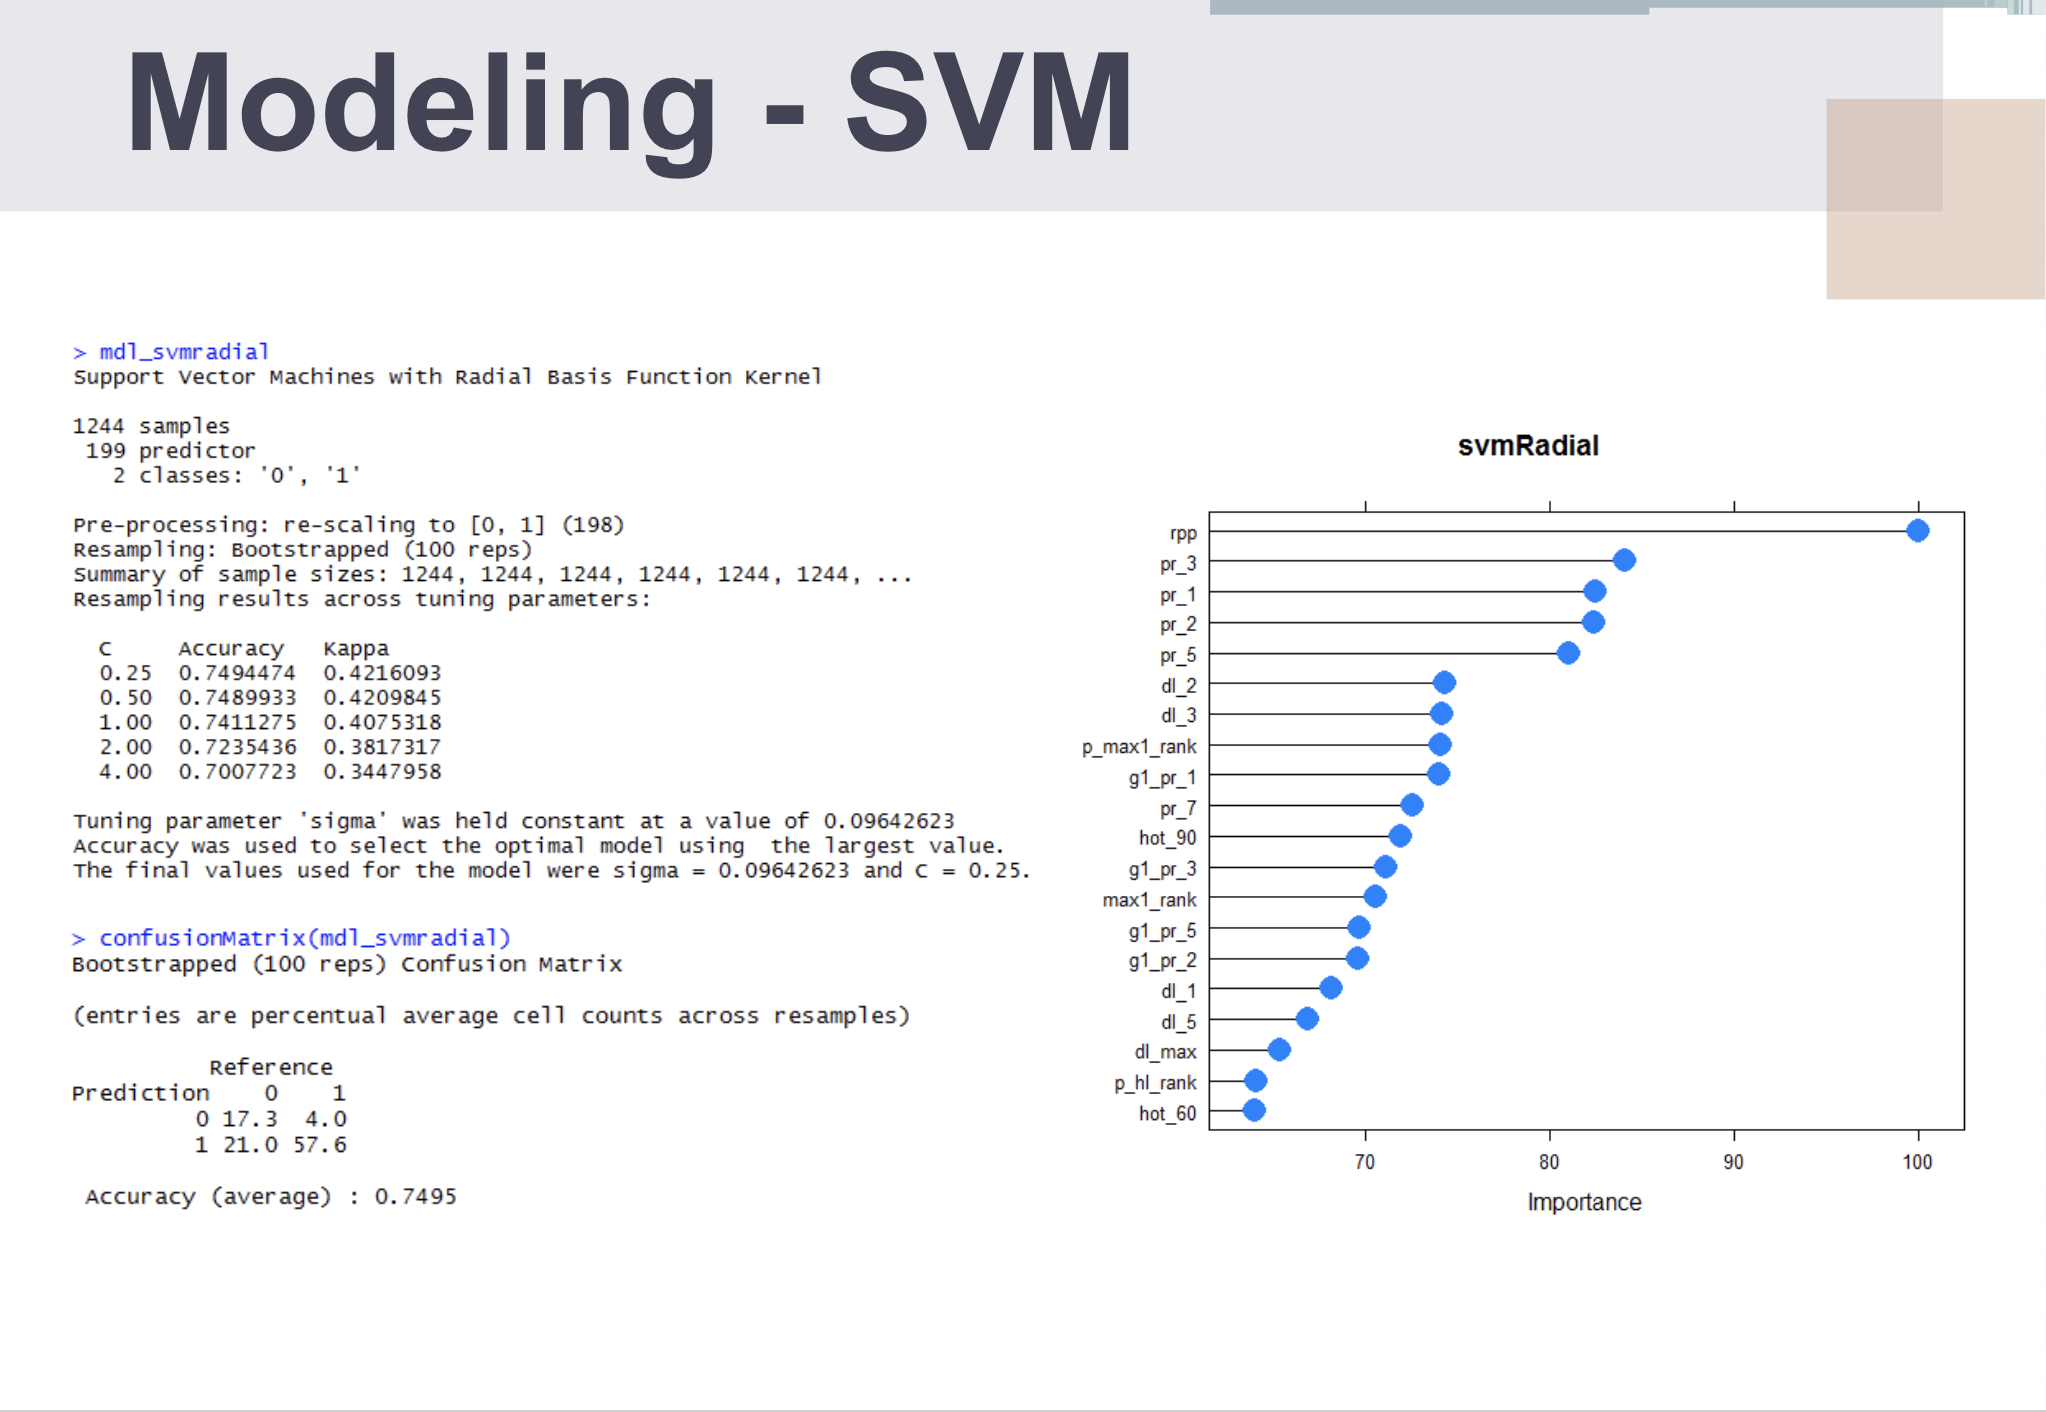 Modeling - SVM
> mdl_svmradial
Support Vector Machines with Radial Basis Function Kernel
1244 samples
199 predictor
2 classes: '0', '1'
Pre-processing: re-scaling to [0, 1] (198)
Resampling: Bootstrapped (100 reps)
Summary of sample sizes: 1244, 1244, 1244, 1244, 1244, 1244, ...
Resampling results across tuning parameters:
C Accuracy Kappa
0.25 0.7494474 0.4216093
0.50 0.7489933 0.4209845
1.00 0.7411275 0.4075318
2.00 0.7235436 0.3817317
4.00 0.7007723 0.3447958
Tuning parameter 'sigma' was held constant at a value of 0.09642623
Accuracy was used to select the optimal model using the largest value.
The final values used for the model were sigma = 0.09642623 and C = 0.25.
> confusionMatrix(mdl_svmradial)
Bootstrapped (100 reps) Confusion Matrix
(entries are percentual average cell counts across resamples)
Reference
Prediction 0 1
0 17.3 4.0
1 21.0 57.6
Accuracy (average) : 0.7495
svmRadial
rpp
pr_3
pr_1
pr_2
pr_5
dl_2
dl_3
p_max1_rank
g1_pr_1
pr_7
hot_90
g1_pr_3
max1_rank
g1_pr_5
g1_pr_2
dl_1
dl_5
dl_max
p_hl_rank
hot_60
70 80 90 100
Importance